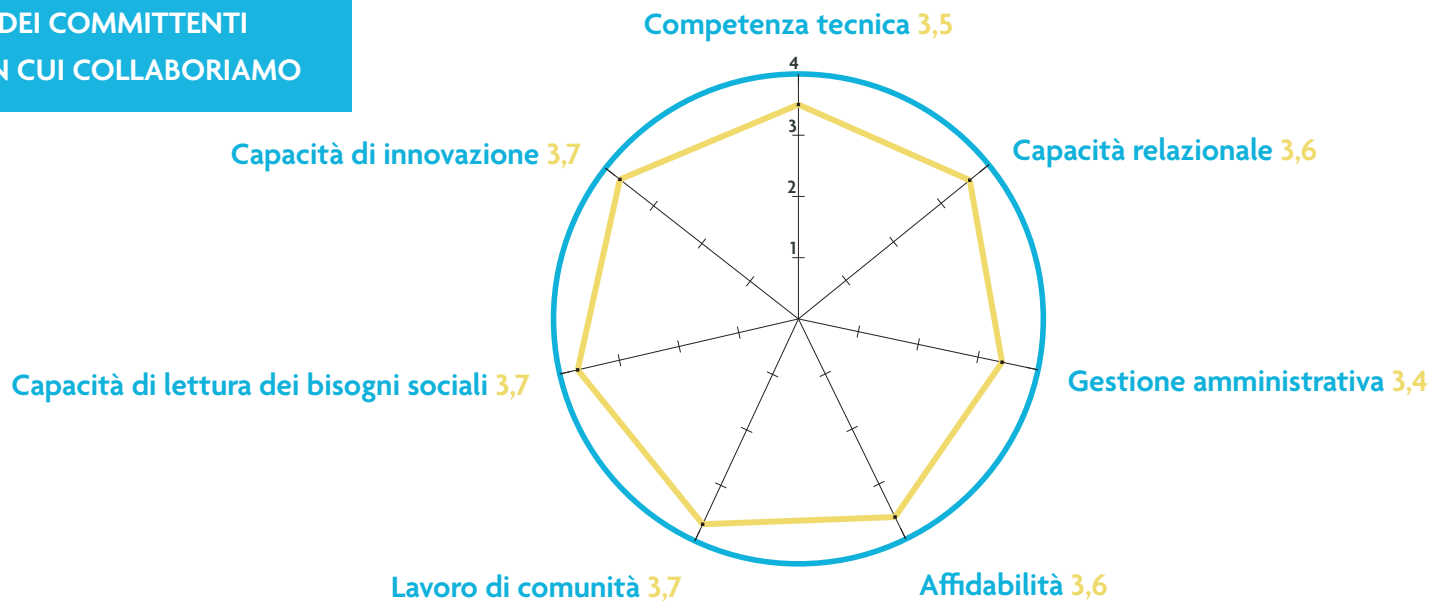 DEI COMMITTENTI
CUI COLLABORIAMO
Competenza tecnica 3,5
4
Capacità di innovazione 3,7
3
Capacità relazionale 3,6
2
1
Capacità di lettura dei bisogni sociali 3,7
Gestione amministrativa 3,4
Lavoro di comunità 3,7
Affidabilità 3,6